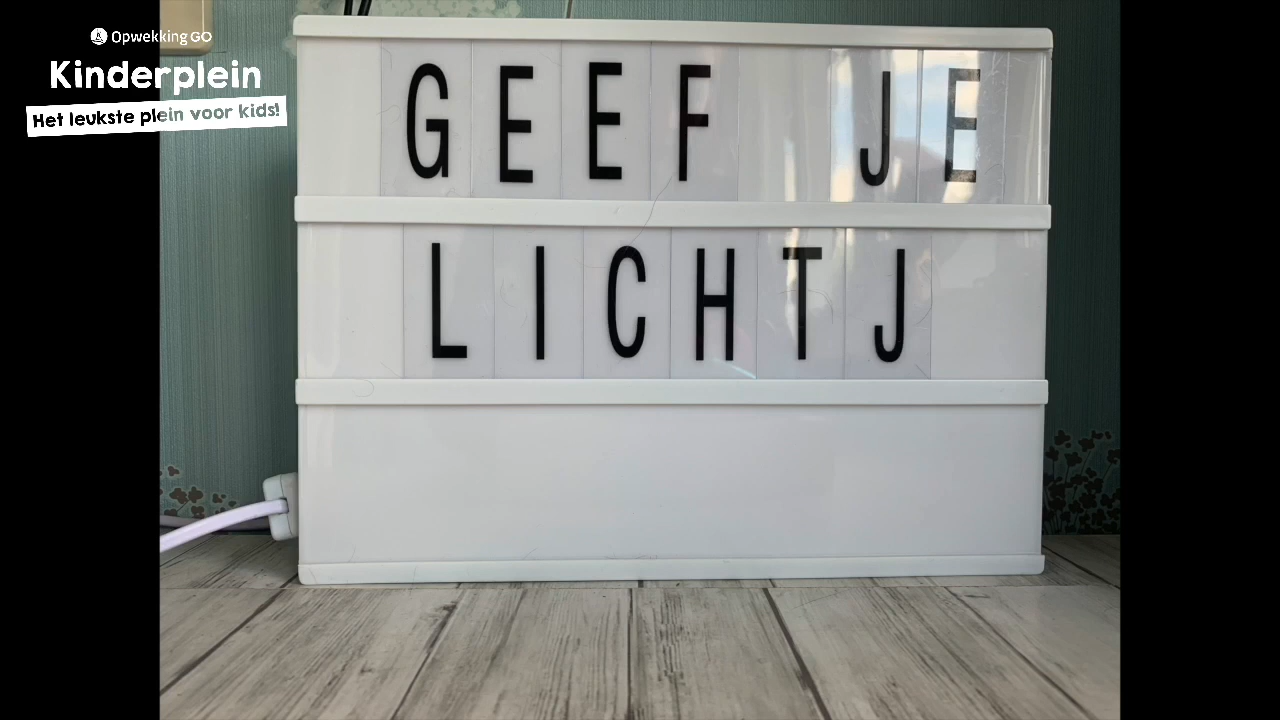 Opwekking GO
Kinderplein
Het leukste plein voor kids!
GEEF JE
LICHTJ